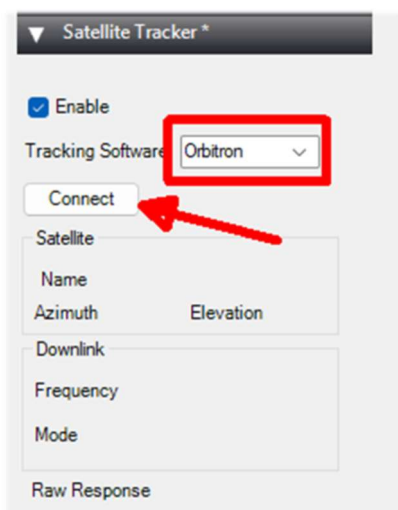 Satellite Tracker *
Enable
Tracking Software Orbitron
Connect
Satellite
Name
Azimuth Elevation
Downlink
Frequency
Mode
Raw Response